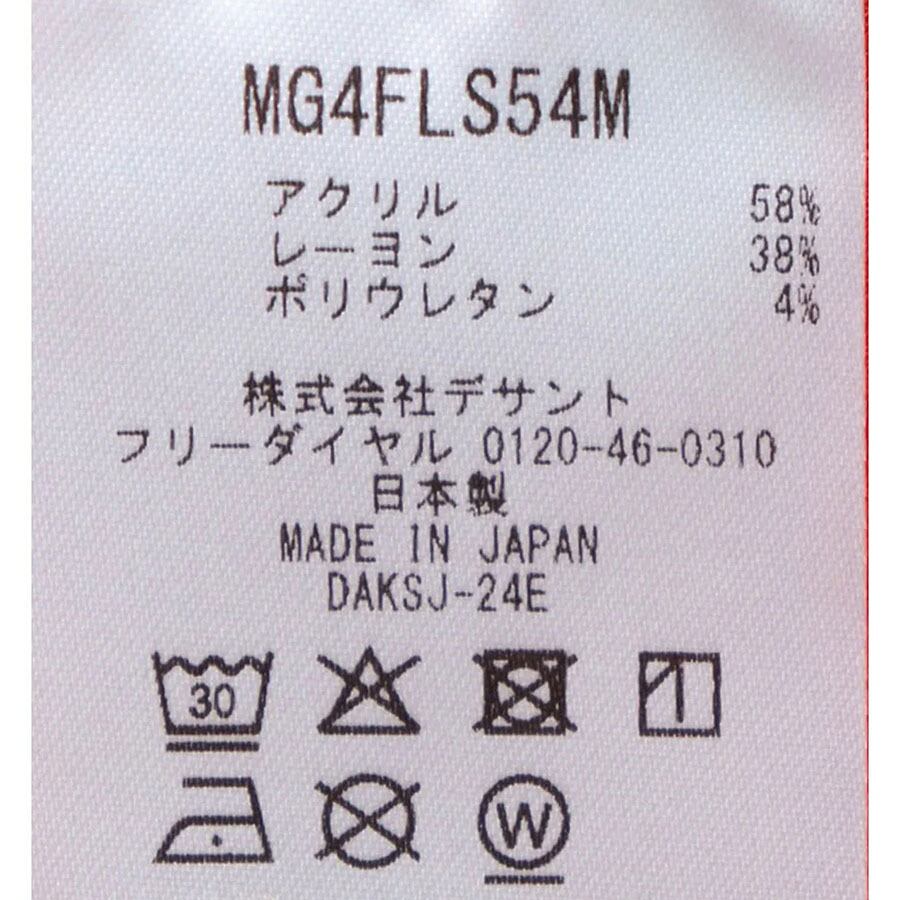 MG4FLS54M
アクリル 58%
レーヨン 38%
ポリウレタン 4%
株式会社デサント
フリーダイヤル 0120-46-0310
日本製
MADE IN JAPAN
DAKSJ-24E
30
W